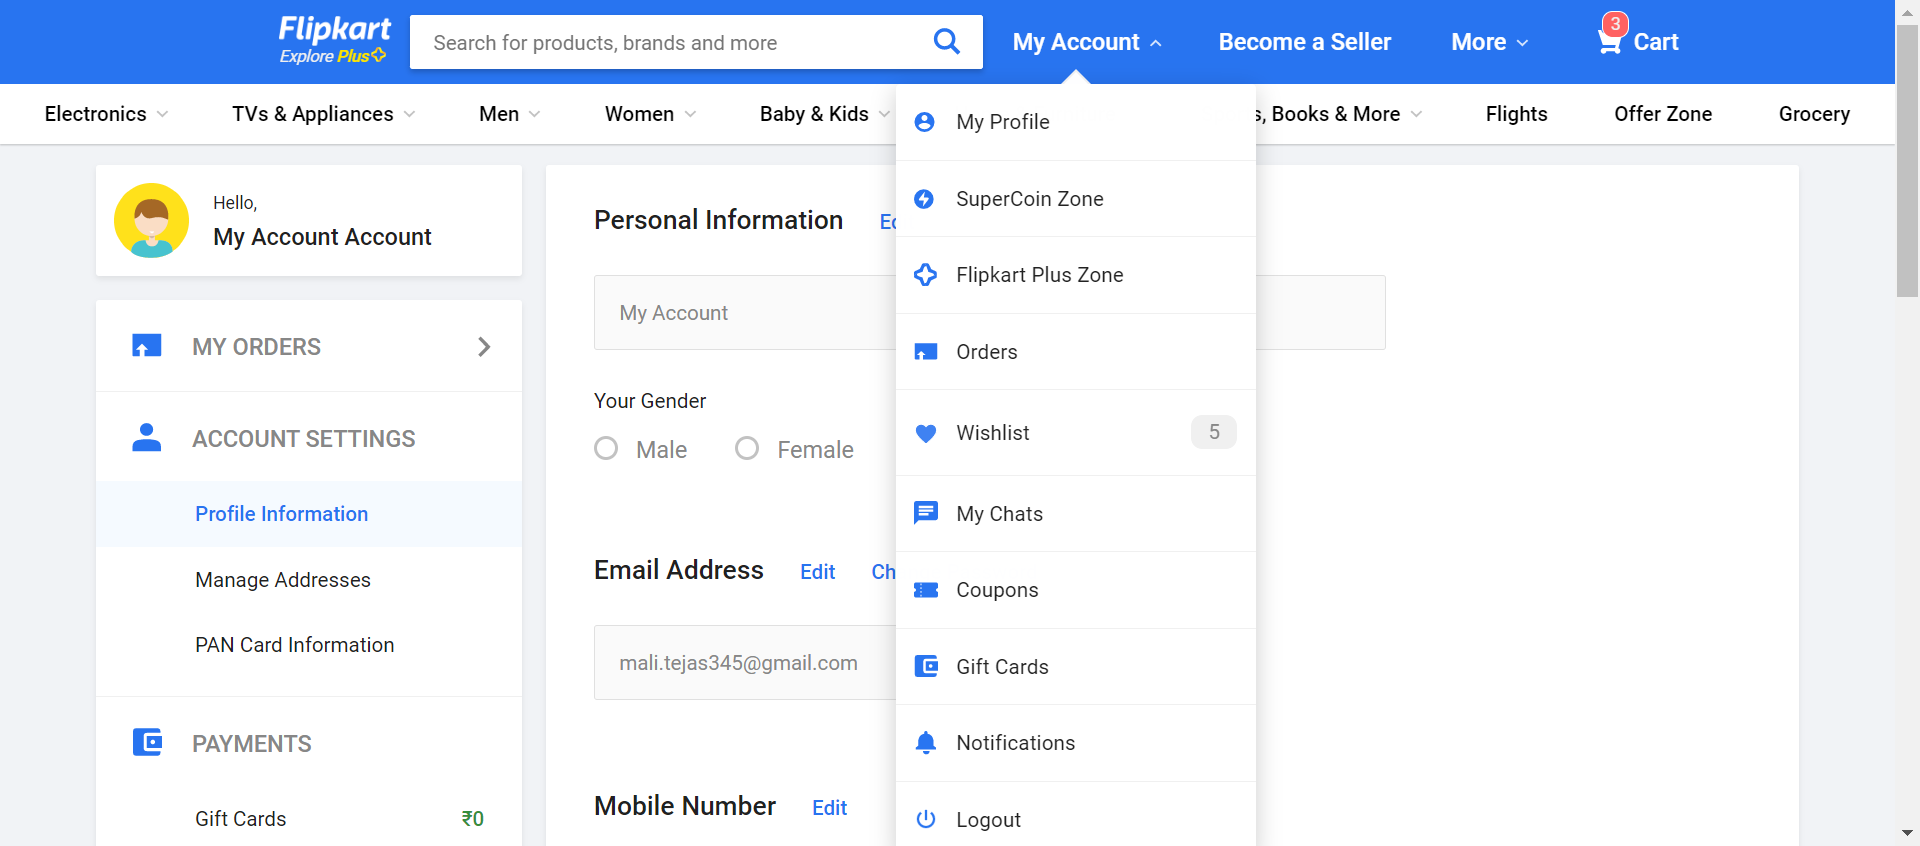 Flipkart
Explore Plus
Search for products, brands and more
My Account
Become a Seller
More
3
Cart
Electronics
TVs & Appliances
Men
Women
Baby & Kids
s, Books & More
Flights
Offer Zone
Grocery
Hello,
My Account Account
MY ORDERS
ACCOUNT SETTINGS
Profile Information
Manage Addresses
PAN Card Information
PAYMENTS
Gift Cards
₹0
Personal Information
My Account
Your Gender
Male
Female
Email Address
Edit
Ch
mali.tejas345@gmail.com
Mobile Number
Edit
My Profile
SuperCoin Zone
Flipkart Plus Zone
Orders
Wishlist
5
My Chats
Coupons
Gift Cards
Notifications
Logout